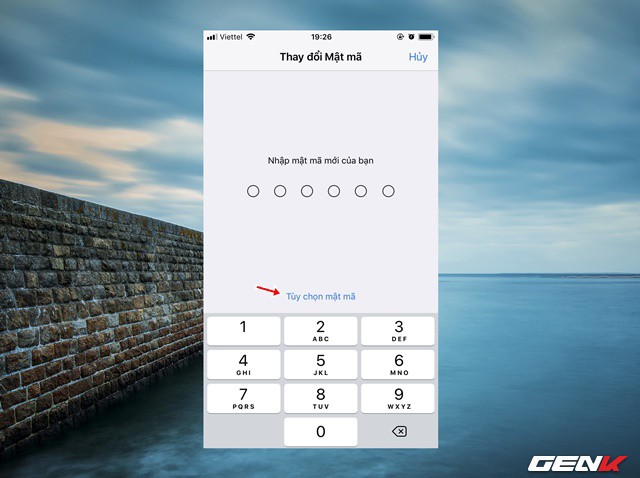 Viettel 19:26
Thay đổi Mật mã Hủy
Nhập mật mã mới của bạn
Tùy chọn mật mã
1 2 3
ABC DEF
4 5 6
GHI JKL MNO
7 8 9
PQRS TUV WXYZ
0
GENK